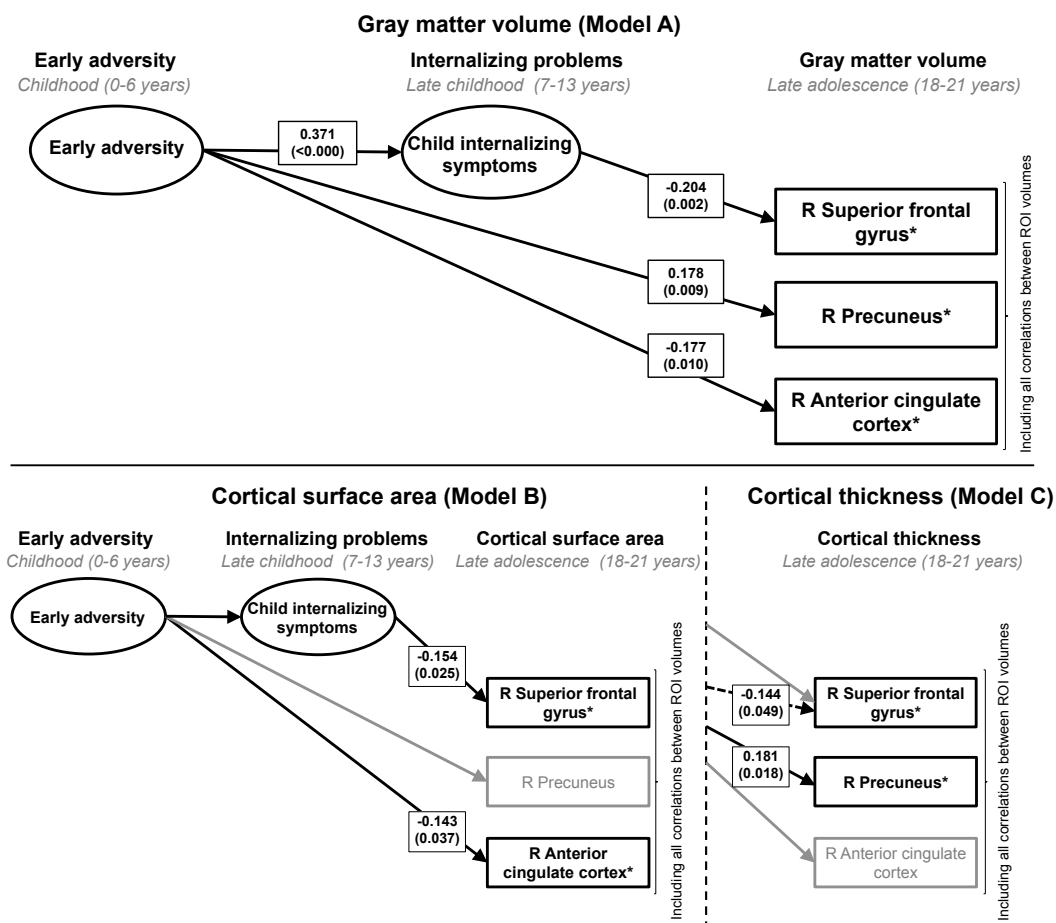 Gray matter volume (Model A)
Early adversity
Childhood (0-6 years)
Internalizing problems
Late childhood (7-13 years)
Gray matter volume
Late adolescence (18-21 years)
Early adversity
0.371
(<0.000)
Child internalizing
symptoms
-0.204
(0.002)
R Superior frontal
gyrus*
0.178
(0.009)
R Precuneus*
-0.177
(0.010)
R Anterior cingulate
cortex*
Including all correlations between ROI volumes
Cortical surface area (Model B)
Early adversity
Childhood (0-6 years)
Internalizing problems
Late childhood (7-13 years)
Cortical surface area
Late adolescence (18-21 years)
Early adversity
Child internalizing
symptoms
-0.154
(0.025)
R Superior frontal
gyrus*
R Precuneus
-0.143
(0.037)
R Anterior
cingulate cortex*
Including all correlations between ROI volumes
Cortical thickness (Model C)
Cortical thickness
Late adolescence (18-21 years)
-0.144
(0.049)
R Superior frontal
gyrus*
0.181
(0.018)
R Precuneus*
R Anterior cingulate
cortex
Including all correlations between ROI volumes